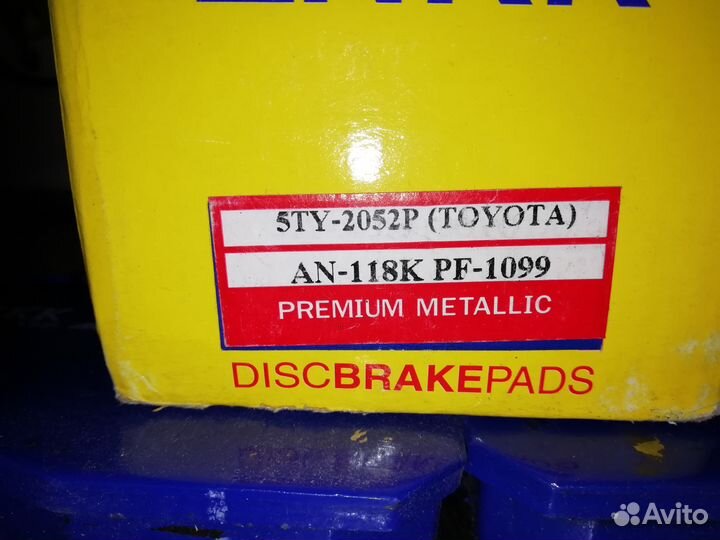 5TY-2052P (TOYOTA)
AN-118K PF-1099
PREMIUM METALLIC
DISCBRAKEPADS
Avito